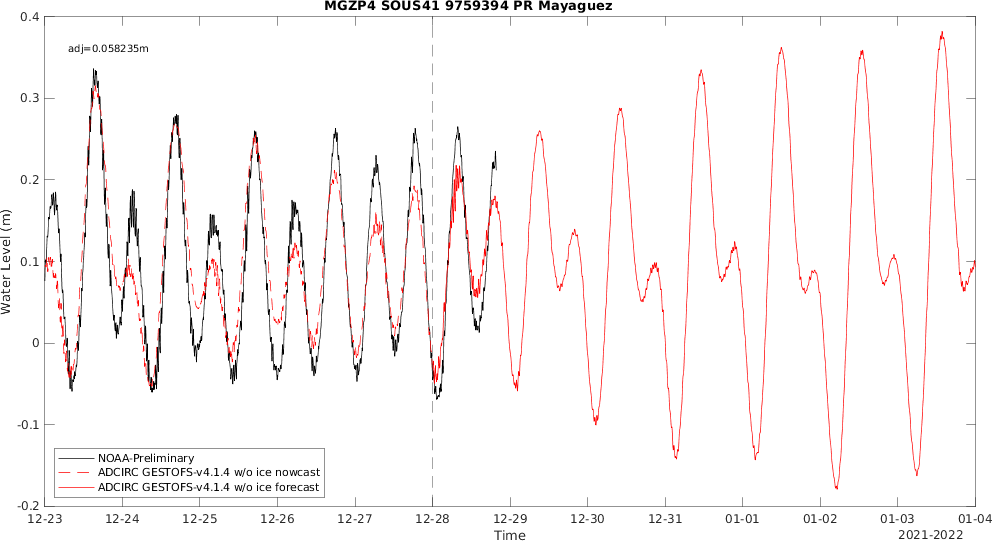 MGZP4 SOUS41 9759394 PR Mayaguez
adj=0.058235m
Water Level (m)
0.4
0.3
0.2
0.1
0
-0.1
-0.2
NOAA-Preliminary
ADCIRC GESTOFS-v4.1.4 w/o ice nowcast
ADCIRC GESTOFS-v4.1.4 w/o ice forecast
12-23 12-24 12-25 12-26 12-27 12-28 12-29 12-30 12-31 01-01 01-02 01-03 01-04
Time
2021-2022